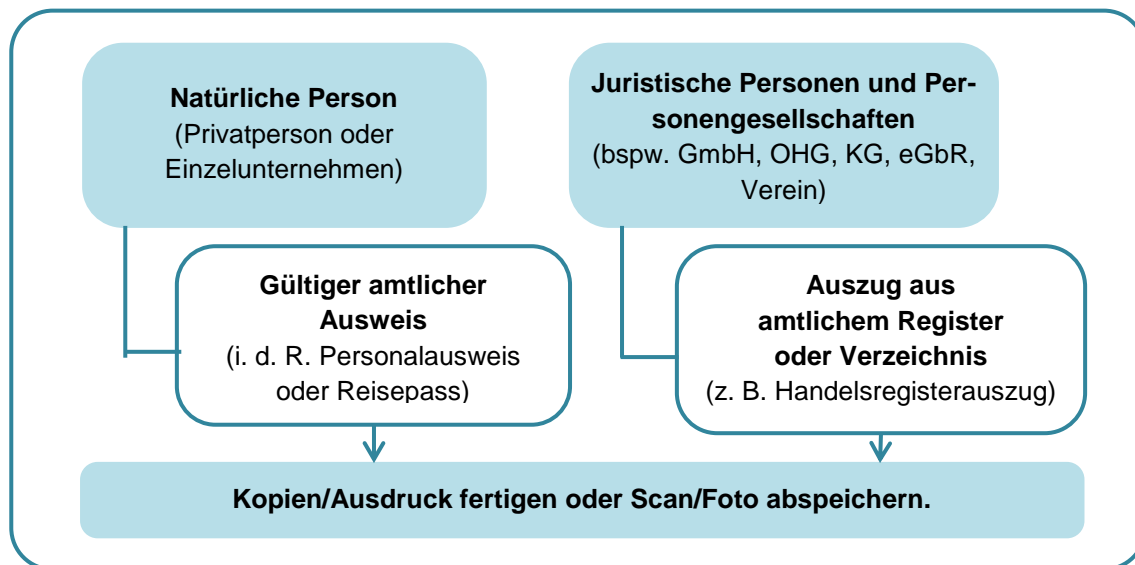 Natürliche Person
(Privatperson oder
Einzelunternehmen)
Juristische Personen und Per-
sonengesellschaften
(bspw. GmbH, OHG, KG, eGbR,
Verein)
Gültiger amtlicher
Ausweis
(i. d. R. Personalausweis
oder Reisepass)
Auszug aus
amtlichem Register
oder Verzeichnis
(z. B. Handelsregisterauszug)
Kopien/Ausdruck fertigen oder Scan/Foto abspeichern.